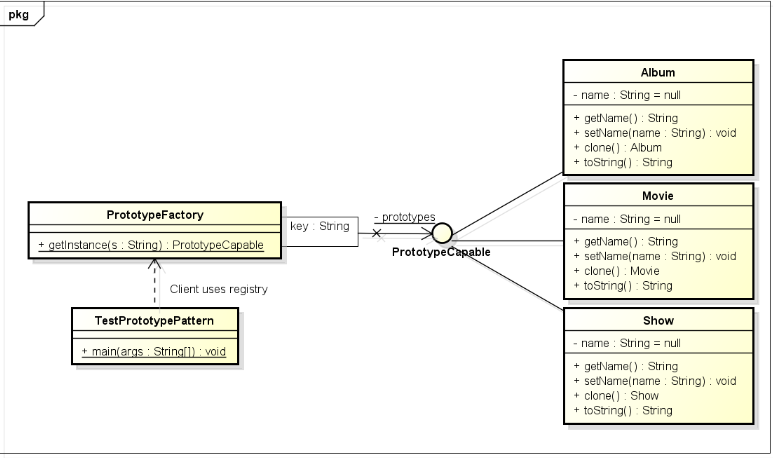 pkg
Album
- name : String = null
+ getName() : String
+ setName(name : String) : void
+ clone() : Album
+ toString() : String
Movie
- name : String = null
+ getName() : String
+ setName(name : String) : void
+ clone() : Movie
+ toString() : String
PrototypeFactory
+ getInstance(s : String) : PrototypeCapable
key : String
- prototypes
PrototypeCapable
Client uses registry
TestPrototypePattern
+ main(args : String[]) : void
Show
- name : String = null
+ getName() : String
+ setName(name : String) : void
+ clone() : Show
+ toString() : String